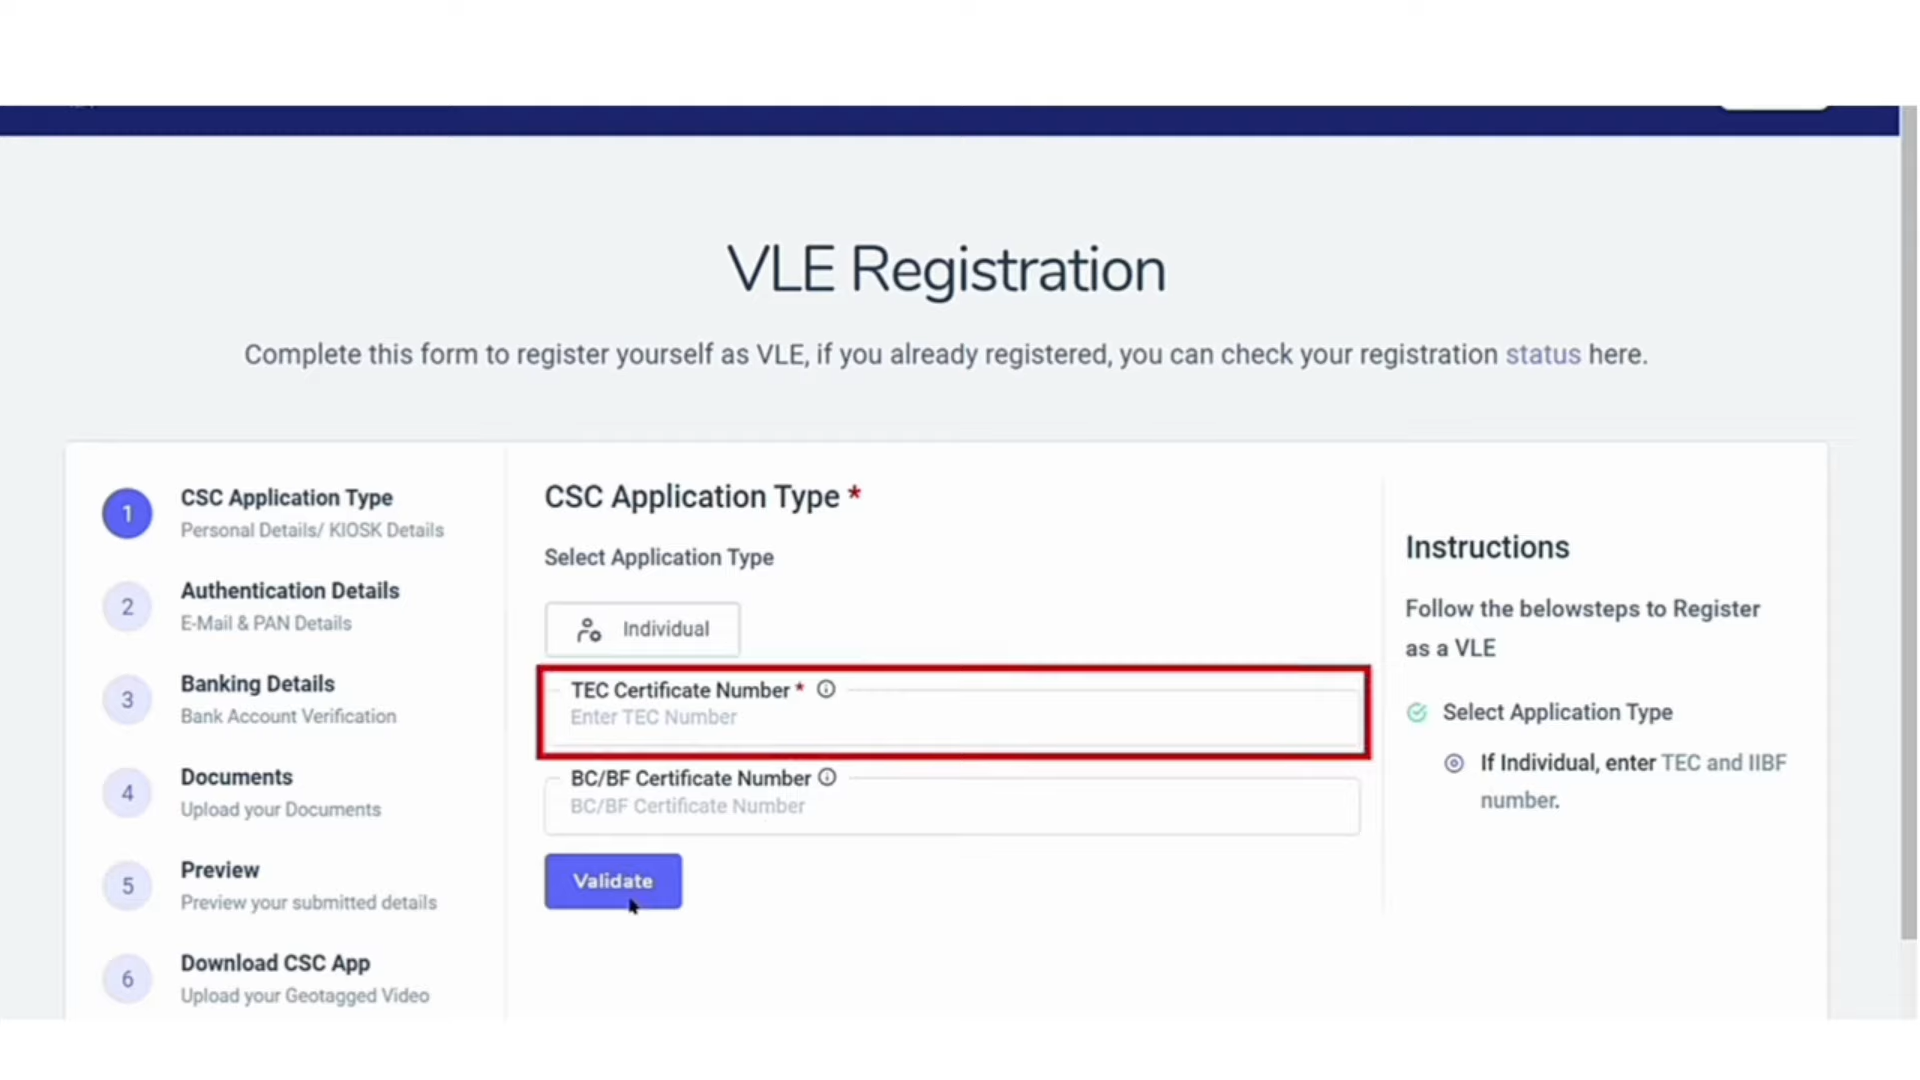 VLE Registration
Complete this form to register yourself as VLE, if you already registered, you can check your registration status here.
1
CSC Application Type
Personal Details/ KIOSK Details
2
Authentication Details
E-Mail & PAN Details
3
Banking Details
Bank Account Verification
4
Documents
Upload your Documents
5
Preview
Preview your submitted details
6
Download CSC App
Upload your Geotagged Video
CSC Application Type *
Select Application Type
Individual
TEC Certificate Number *
Enter TEC Number
BC/BF Certificate Number
BC/BF Certificate Number
Validate
Instructions
Follow the belowsteps to Register
as a VLE
Select Application Type
If Individual, enter TEC and IIBF
number.